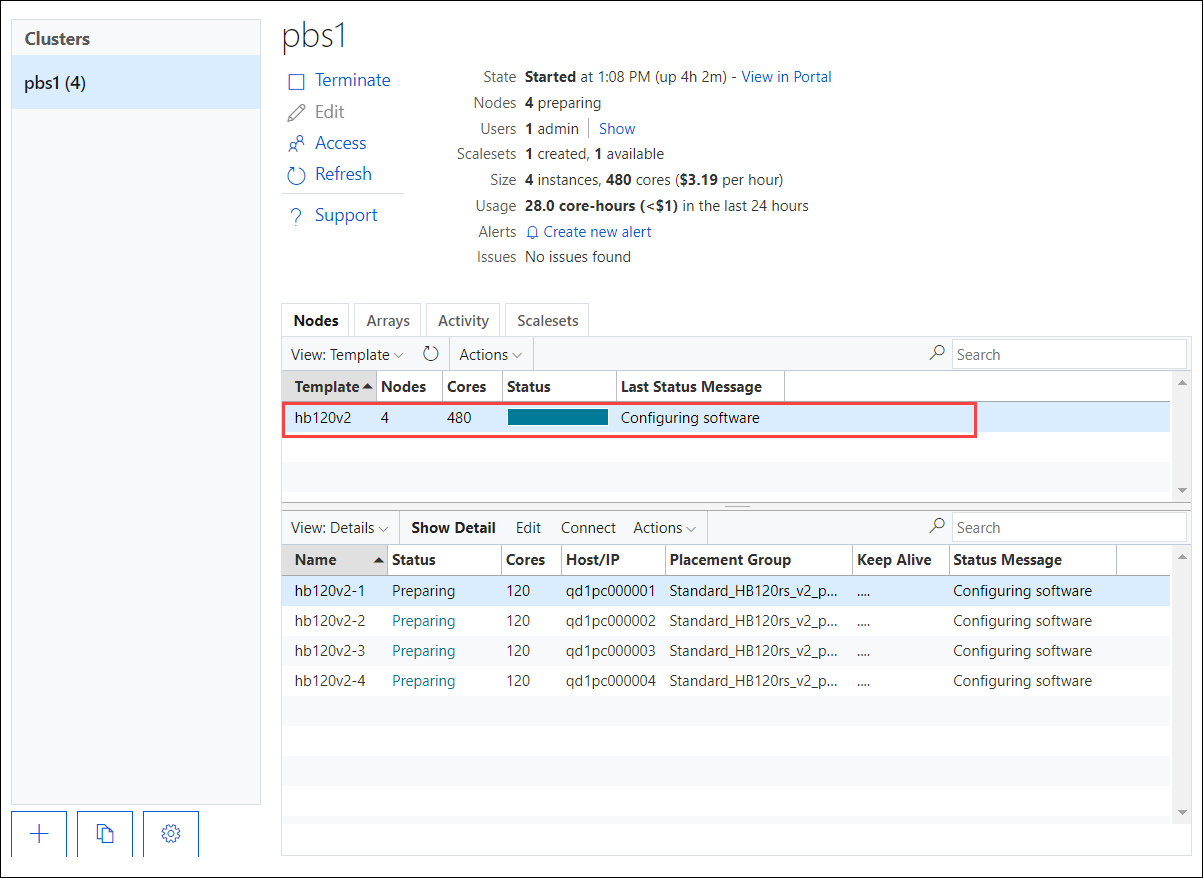 Clusters
pbs1 (4)
pbs1
Terminate
Edit
Access
Refresh
Support
State Started at 1:08 PM (up 4h 2m) - View in Portal
Nodes 4 preparing
Users 1 admin Show
Scalesets 1 created, 1 available
Size 4 instances, 480 cores ($3.19 per hour)
Usage 28.0 core-hours (<$1) in the last 24 hours
Alerts Create new alert
Issues No issues found
Nodes Arrays Activity Scalesets
View: Template Actions Search
Template Nodes Cores Status Last Status Message
hb120v2 4 480 Configuring software
View: Details Show Detail Edit Connect Actions Search
Name Status Cores Host/IP Placement Group Keep Alive Status Message
hb120v2-1 Preparing 120 qd1pc000001 Standard_HB120rs_v2_p... .... Configuring software
hb120v2-2 Preparing 120 qd1pc000002 Standard_HB120rs_v2_p... .... Configuring software
hb120v2-3 Preparing 120 qd1pc000003 Standard_HB120rs_v2_p... .... Configuring software
hb120v2-4 Preparing 120 qd1pc000004 Standard_HB120rs_v2_p... .... Configuring software